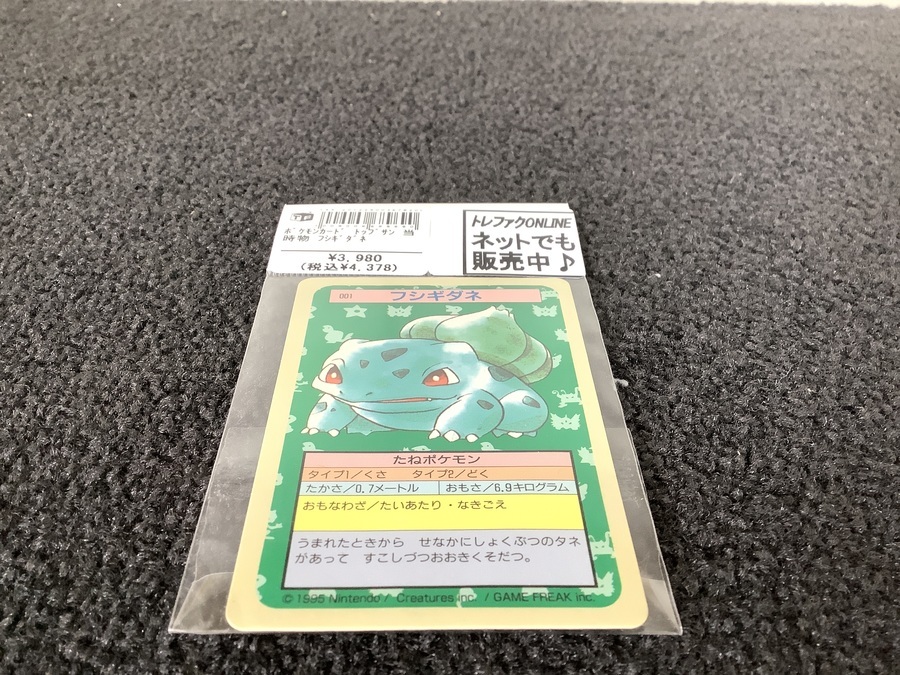 トレファクONLINE
ネットでも
販売中♪
ポケモンカード トップサン 当
時物 フシギダネ
¥3,980
(税込¥4,378)
001 フシギダネ
たねポケモン
タイプ1/くさ タイプ2/どく
たかさ/0.7メートル おもさ/6.9キログラム
おもなわざ/たいあたり・なきごえ
うまれたときから せなかにしょくぶつのタネ
があって すこしづつおおきくそだつ。
©1995 Nintendo / Creatures inc. / GAME FREAK inc.